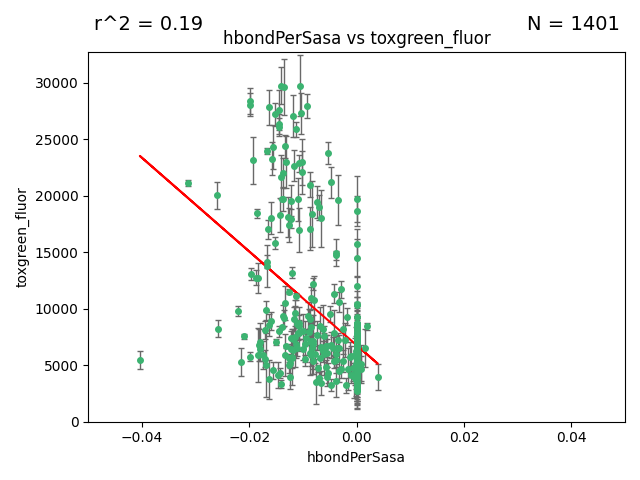 r^2 = 0.19
N = 1401
hbondPerSasa vs toxgreen_fluor
30000
25000
20000
15000
10000
5000
0
toxgreen_fluor
−0.04
−0.02
0.00
0.02
0.04
hbondPerSasa